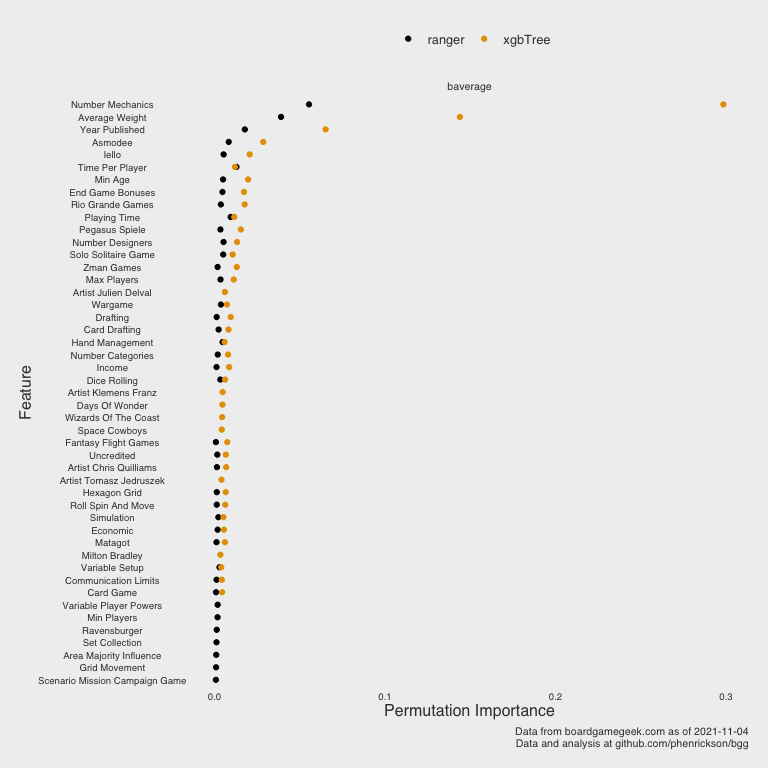 ranger xgbTree
baverage
Number Mechanics
Average Weight
Year Published
Asmodee
Iello
Time Per Player
Min Age
End Game Bonuses
Rio Grande Games
Playing Time
Pegasus Spiele
Number Designers
Solo Solitaire Game
Zman Games
Max Players
Artist Julien Delval
Wargame
Drafting
Card Drafting
Hand Management
Number Categories
Income
Dice Rolling
Artist Klemens Franz
Days Of Wonder
Wizards Of The Coast
Space Cowboys
Fantasy Flight Games
Uncredited
Artist Chris Quilliams
Artist Tomasz Jedruszek
Hexagon Grid
Roll Spin And Move
Simulation
Economic
Matagot
Milton Bradley
Variable Setup
Communication Limits
Card Game
Variable Player Powers
Min Players
Ravensburger
Set Collection
Area Majority Influence
Grid Movement
Scenario Mission Campaign Game
Feature
0.0 0.1 0.2 0.3
Permutation Importance
Data from boardgamegeek.com as of 2021-11-04
Data and analysis at github.com/phenrickson/bgg